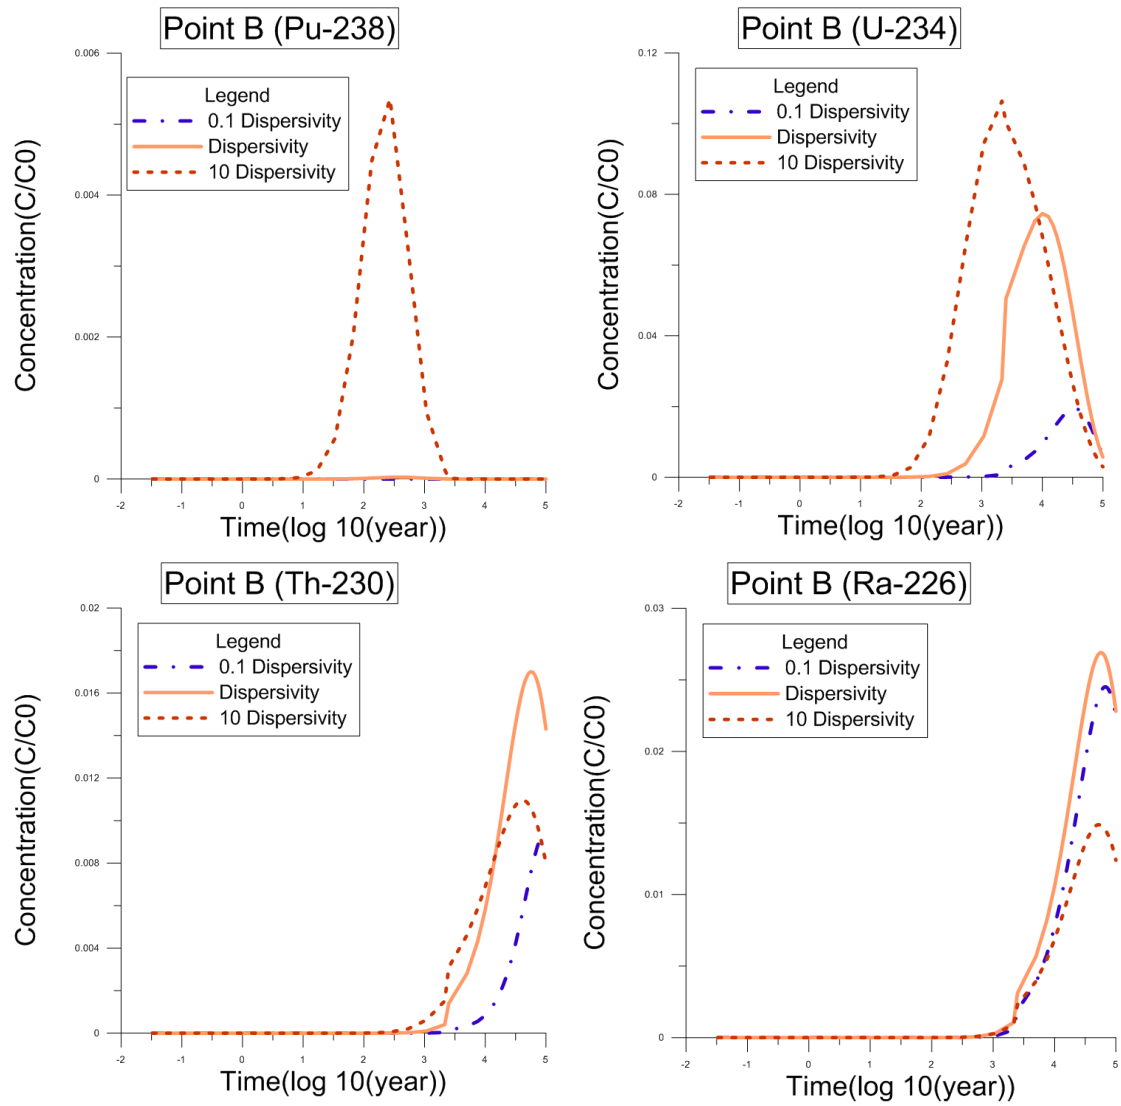 Point B (Pu-238)
0.006
0.004
0.002
0
Concentration(C/C0)
Legend
0.1 Dispersivity
Dispersivity
10 Dispersivity
-2 -1 0 1 2 3 4 5
Time(log 10(year))
Point B (U-234)
0.12
0.08
0.04
0
Concentration(C/C0)
Legend
0.1 Dispersivity
Dispersivity
10 Dispersivity
-2 -1 0 1 2 3 4 5
Time(log 10(year))
Point B (Th-230)
0.02
0.016
0.012
0.008
0.004
0
Concentration(C/C0)
Legend
0.1 Dispersivity
Dispersivity
10 Dispersivity
-2 -1 0 1 2 3 4 5
Time(log 10(year))
Point B (Ra-226)
0.03
0.02
0.01
0
Concentration(C/C0)
Legend
0.1 Dispersivity
Dispersivity
10 Dispersivity
-2 -1 0 1 2 3 4 5
Time(log 10(year))